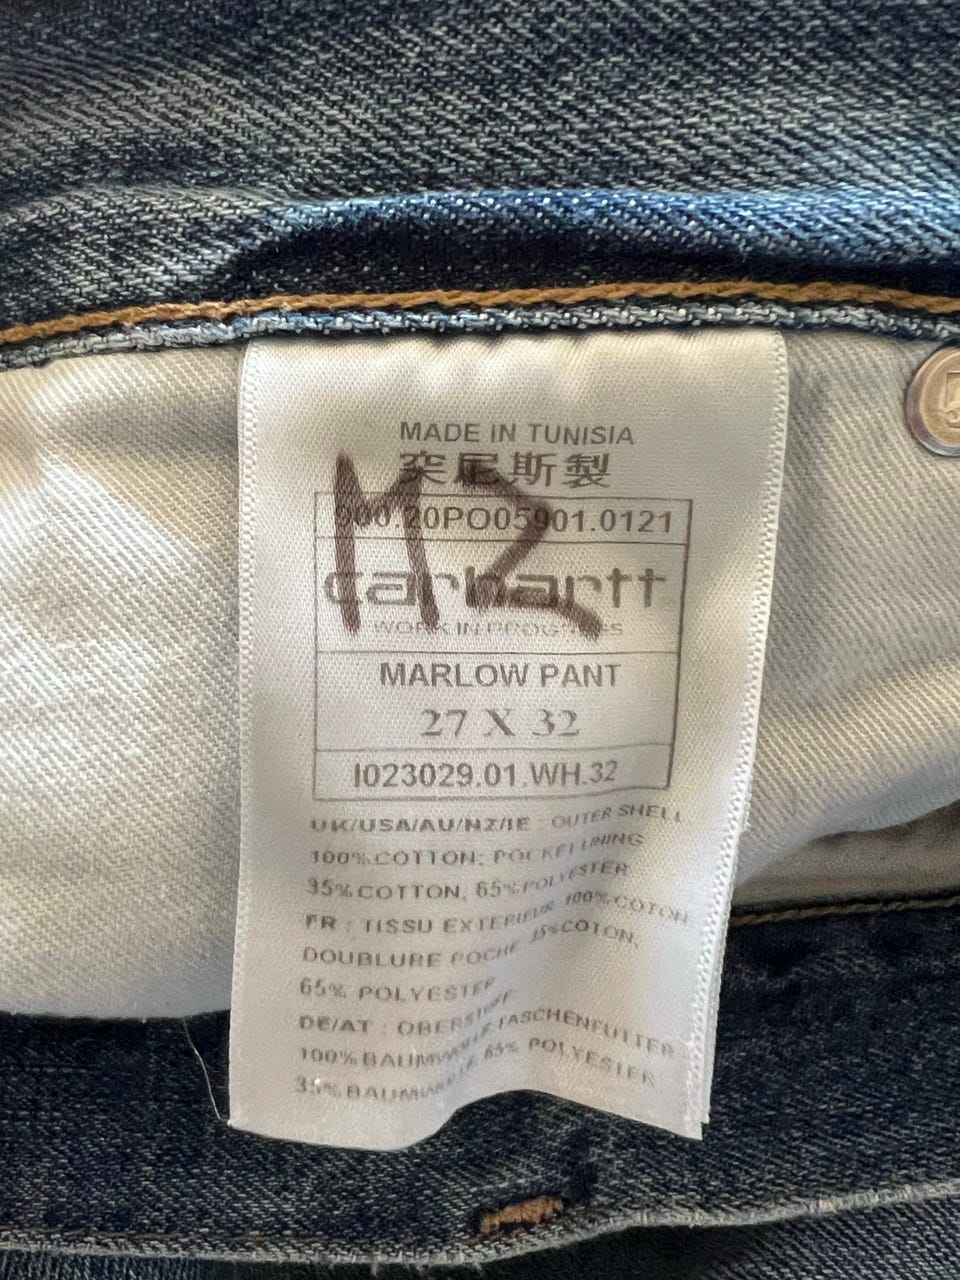 MADE IN TUNISIA
突尼斯製
900.20PO05901.0121
carhartt
WORK IN PROGRESS
MARLOW PANT
27 X 32
I023029.01.WH.32
UK/USA/AU/NZ/IE : OUTER SHELL
100% COTTON; POCKET LINING
35% COTTON, 65% POLYESTER
FR : TISSU EXTERIEUR 100% COTON
DOUBLURE POCHE 35% COTON,
65% POLYESTER
DE/AT : OBERSTOFF
100% BAUMWOLLE, TASCHENFUTTER
35% BAUMWOLLE, 65% POLYESTER